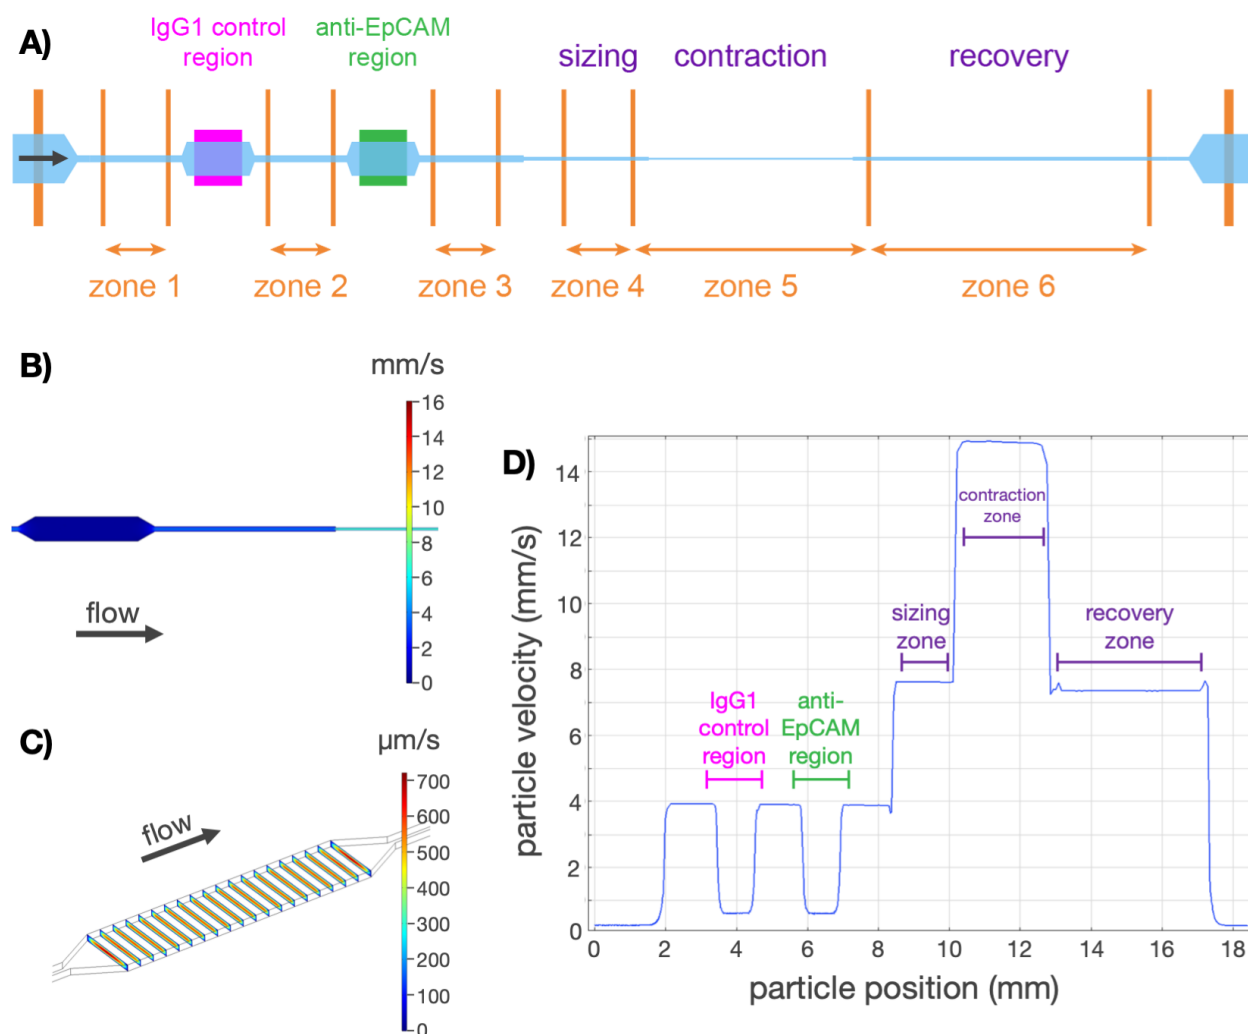 A)
IgG1 control
region
anti-EpCAM
region
sizing
contraction
recovery
zone 1
zone 2
zone 3
zone 4
zone 5
zone 6
B)
mm/s
16
14
12
10
8
6
4
2
0
flow
C)
µm/s
700
600
500
400
300
200
100
0
flow
D)
particle velocity (mm/s)
14
12
10
8
6
4
2
0
contraction
zone
sizing
zone
recovery
zone
IgG1
control
region
anti-
EpCAM
region
0 2 4 6 8 10 12 14 16 18
particle position (mm)